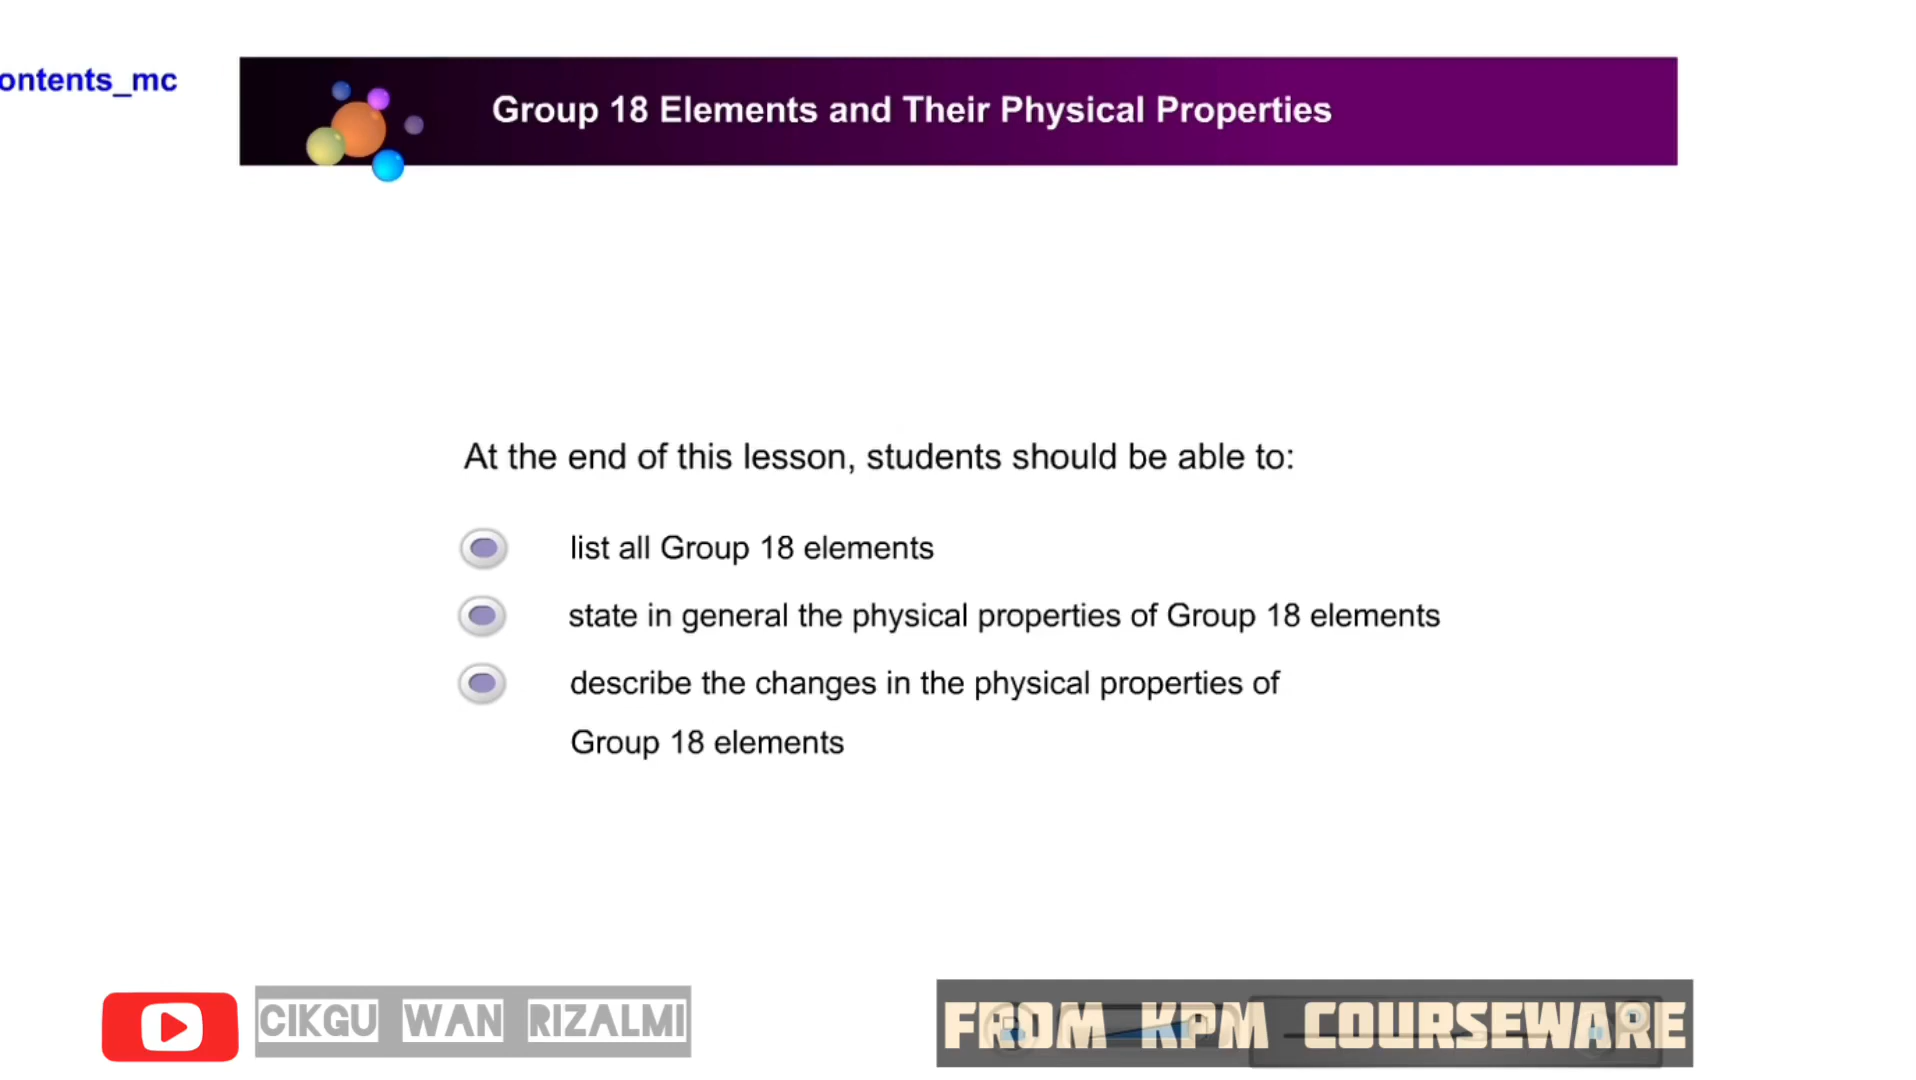 ontents_mc
Group 18 Elements and Their Physical Properties
At the end of this lesson, students should be able to:
list all Group 18 elements
state in general the physical properties of Group 18 elements
describe the changes in the physical properties of
Group 18 elements
CIKGU WAN RIZALMI
FROM KPM COURSEWARE